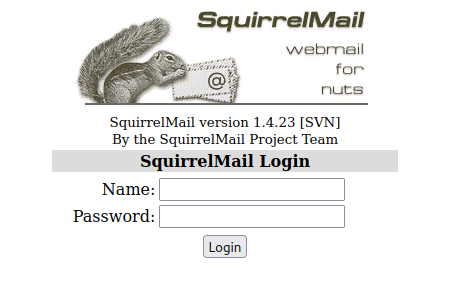 SquirrelMail
webmail
for
nuts
@
SquirrelMail version 1.4.23 [SVN]
By the SquirrelMail Project Team
SquirrelMail Login
Name:
Password:
Login